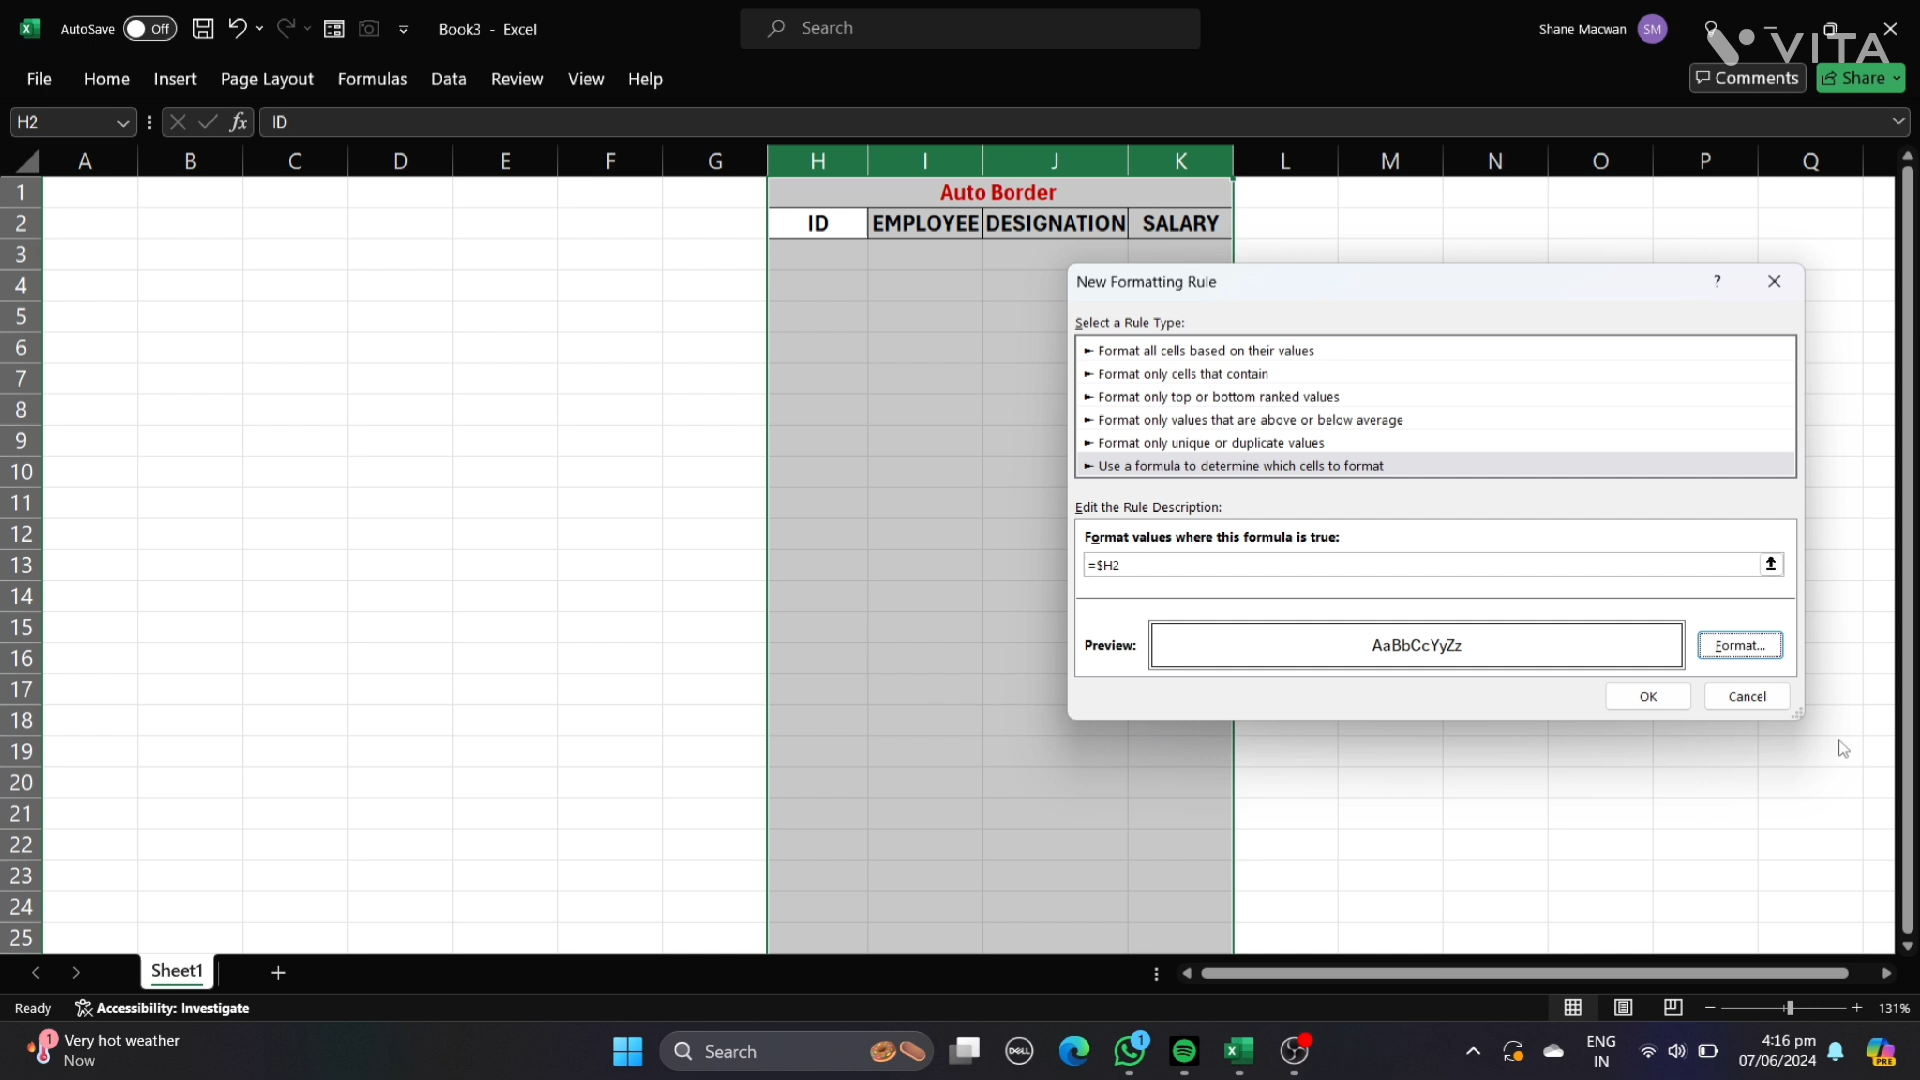 AutoSave Off Book3 - Excel Search Shane Macwan SM
VITA
File Home Insert Page Layout Formulas Data Review View Help Comments Share
H2 fx ID
A B C D E F G H I J K L M N O P Q
1 Auto Border
2 ID EMPLOYEE DESIGNATION SALARY
3
4 New Formatting Rule ?
5 Select a Rule Type:
6 ► Format all cells based on their values
7 ► Format only cells that contain
► Format only top or bottom ranked values
8 ► Format only values that are above or below average
9 ► Format only unique or duplicate values
10 ► Use a formula to determine which cells to format
11 Edit the Rule Description:
12 Format values where this formula is true:
13 =$H2
14
15
16 Preview: AaBbCcYyZz Format...
17 OK Cancel
18
19
20
21
22
23
24
25
Sheet1
Ready Accessibility: Investigate 131%
1 Very hot weather
Now
Search
DELL
1
PRE
ENG
IN
4:16 pm
07/06/2024